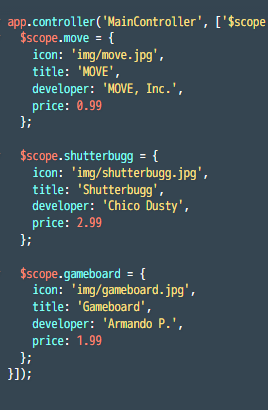 app.controller('MainController', ['$scope
$scope.move = {
icon: 'img/move.jpg',
title: 'MOVE',
developer: 'MOVE, Inc.',
price: 0.99
};
$scope.shutterbugg = {
icon: 'img/shutterbugg.jpg',
title: 'Shutterbugg',
developer: 'Chico Dusty',
price: 2.99
};
$scope.gameboard = {
icon: 'img/gameboard.jpg',
title: 'Gameboard',
developer: 'Armando P.',
price: 1.99
};
}]);